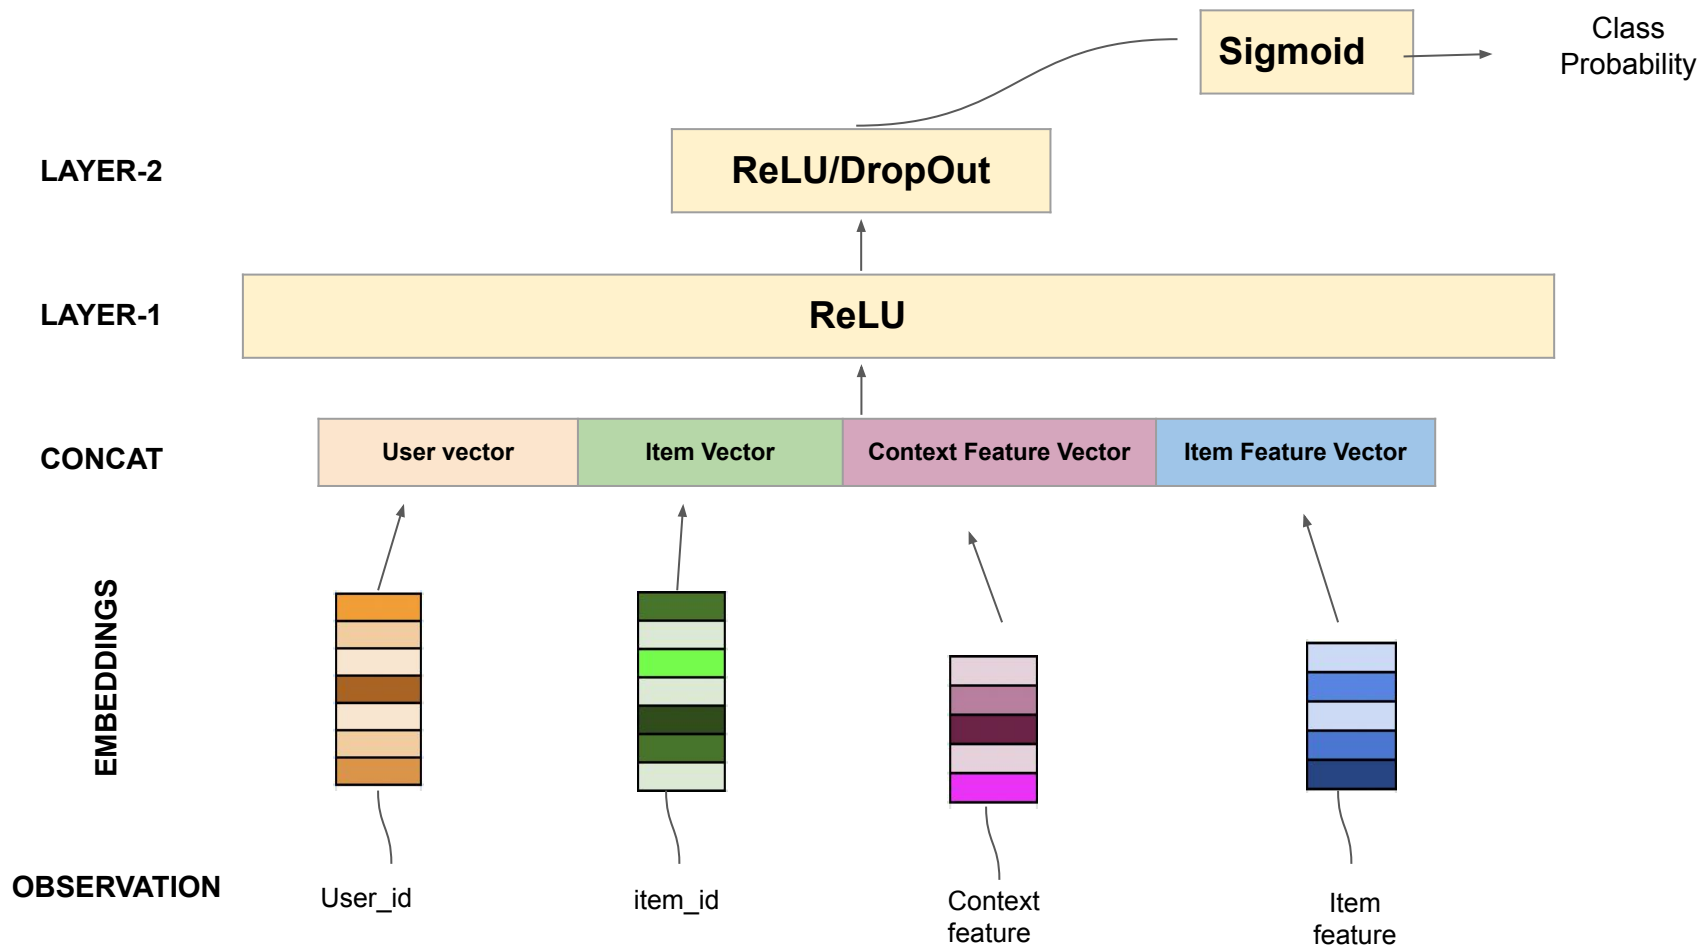 Class
Probability
Sigmoid
LAYER-2
ReLU/DropOut
LAYER-1
ReLU
CONCAT
User vector
Item Vector
Context Feature Vector
Item Feature Vector
EMBEDDINGS
OBSERVATION
User_id
item_id
Context
feature
Item
feature